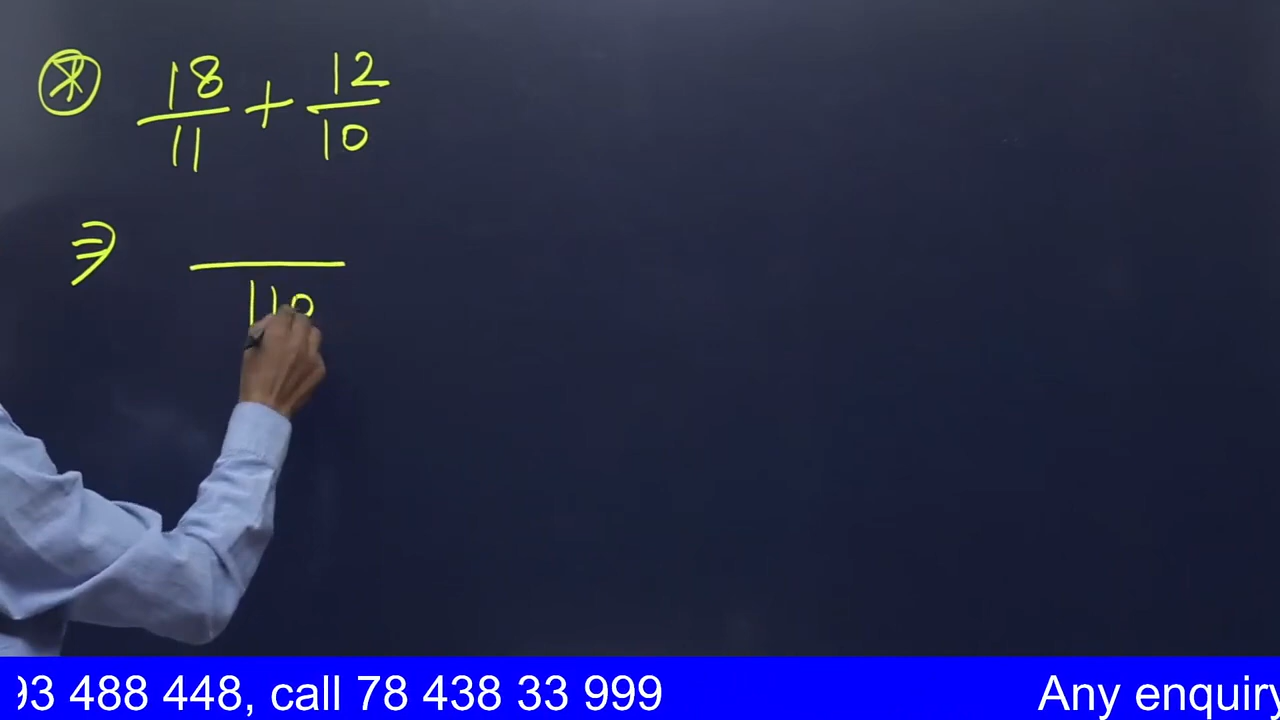 ⊛ 18/11 + 12/10
⇒ ―/110
93 488 448, call 78 438 33 999 Any enquiry